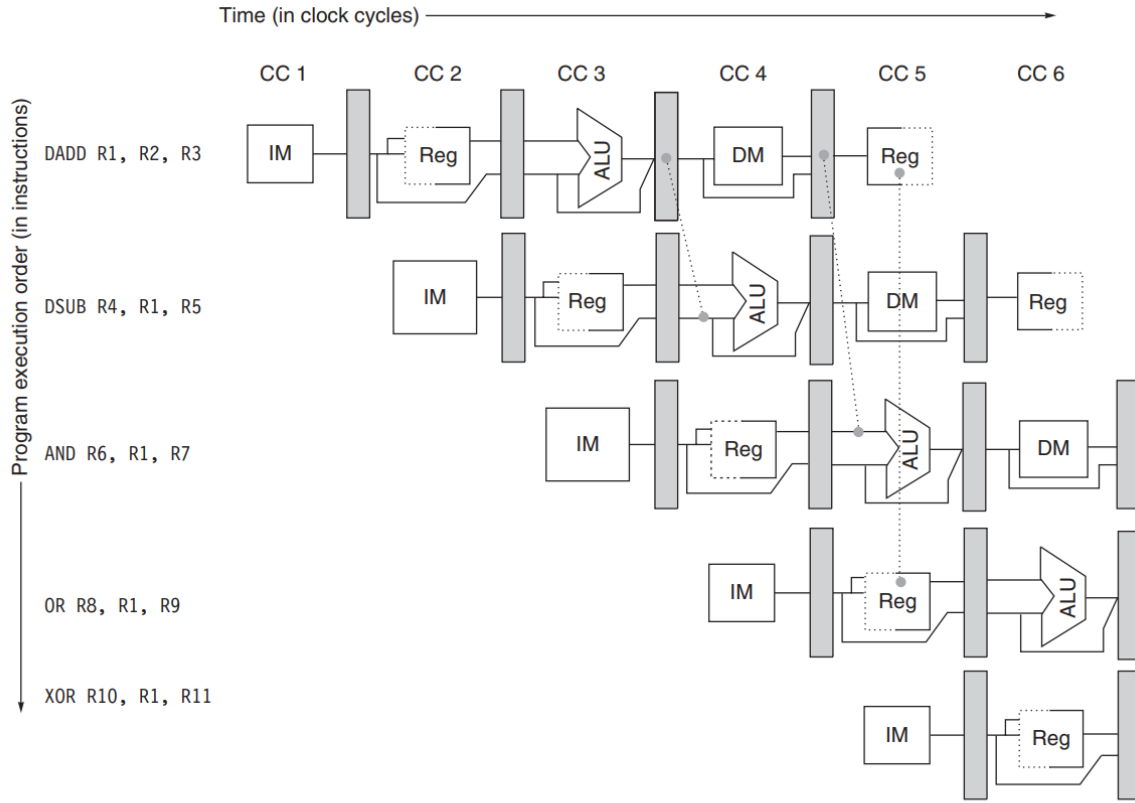 Time (in clock cycles)
CC 1 CC 2 CC 3 CC 4 CC 5 CC 6
Program execution order (in instructions)
DADD R1, R2, R3
IM Reg ALU DM Reg
DSUB R4, R1, R5
IM Reg ALU DM Reg
AND R6, R1, R7
IM Reg ALU DM
OR R8, R1, R9
IM Reg ALU
XOR R10, R1, R11
IM Reg